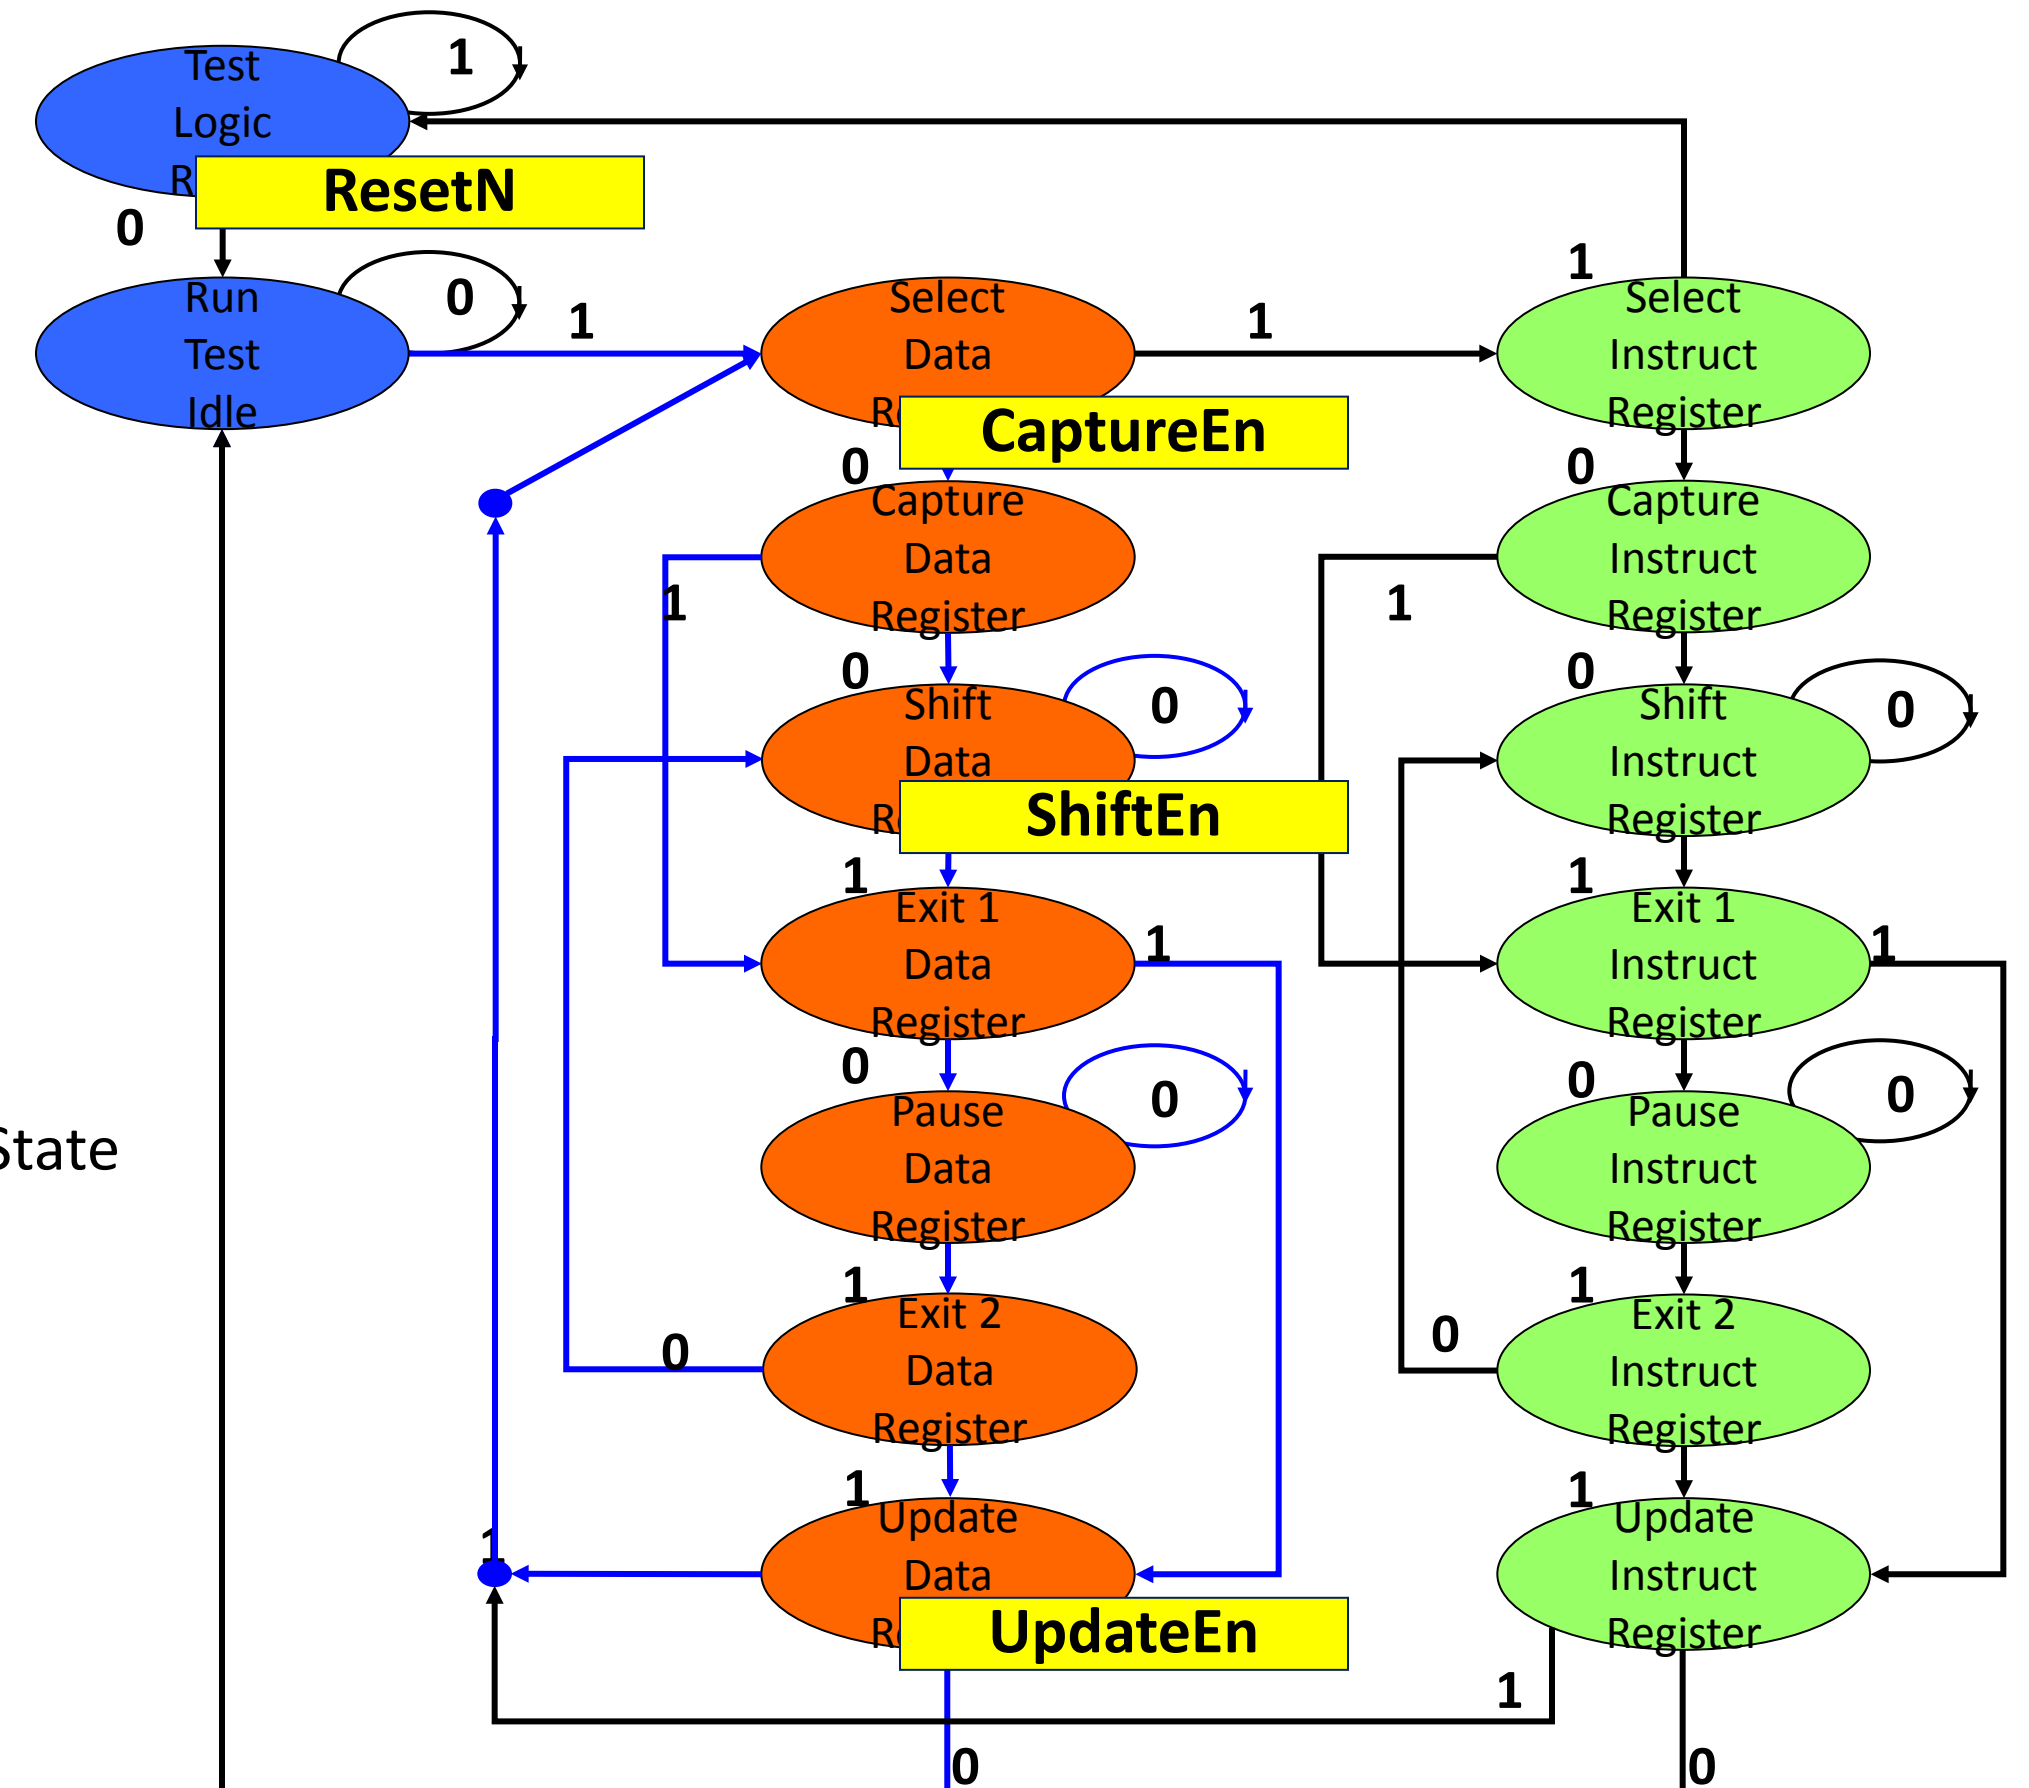 1
Test
Logic
R
ResetN
0
Run
Test
Idle
0
1
Select
Data
Re
CaptureEn
1
1
Select
Instruct
Register
0
Capture
Data
Register
1
0
Capture
Instruct
Register
1
0
Shift
Data
Re
ShiftEn
0
0
Shift
Instruct
Register
0
1
Exit 1
Data
Register
1
1
Exit 1
Instruct
Register
1
0
Pause
Data
Register
0
0
Pause
Instruct
Register
0
State
1
Exit 2
Data
Register
0
1
Exit 2
Instruct
Register
0
1
Update
Data
Re
UpdateEn
1
1
Update
Instruct
Register
1
0
0